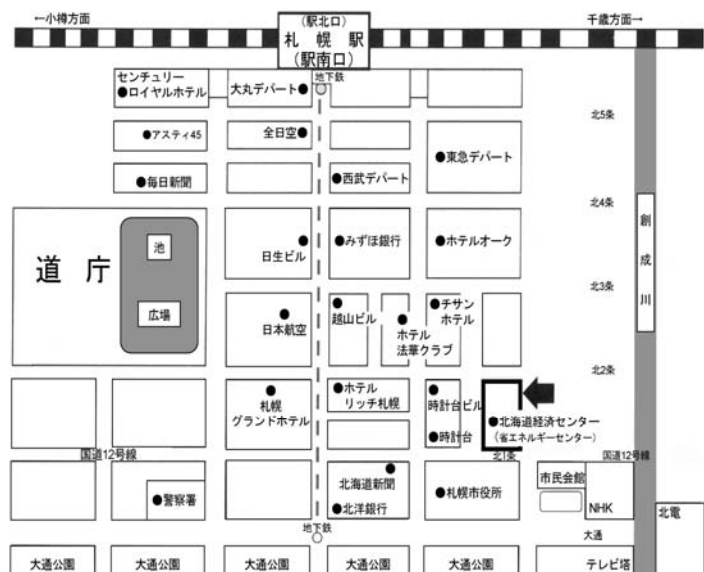 ←小樽方面
(駅北口)
札幌駅
(駅南口)
千歳方面→
センチュリー
●ロイヤルホテル
大丸デパート●
地下鉄
北5条
●アスティ45
全日空●
●東急デパート
●毎日新聞
●西武デパート
北4条
道庁
池
広場
日生ビル
●みずほ銀行
●ホテルオーク
創成川
北3条
日本航空
越山ビル
チサン
ホテル
ホテル
法華クラブ
北2条
札幌
グランドホテル
●ホテル
リッチ札幌
時計台ビル
●時計台
●北海道経済センター
(省エネルギーセンター)
国道12号線
北1条
国道12号線
●警察署
北海道新聞
●北洋銀行
●札幌市役所
市民会館
NHK
北電
地下鉄
大通
大通公園
大通公園
大通公園
大通公園
大通公園
テレビ塔